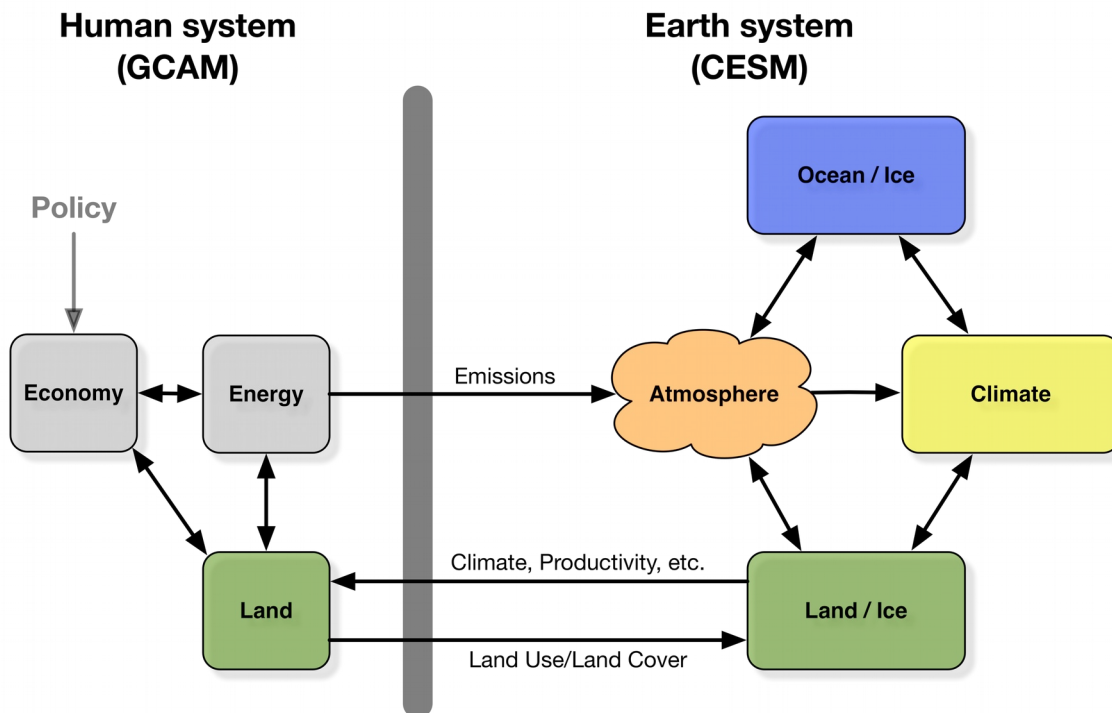 Human system
(GCAM)
Earth system
(CESM)
Ocean / Ice
Policy
Economy
Energy
Emissions
Atmosphere
Climate
Climate, Productivity, etc.
Land
Land / Ice
Land Use/Land Cover